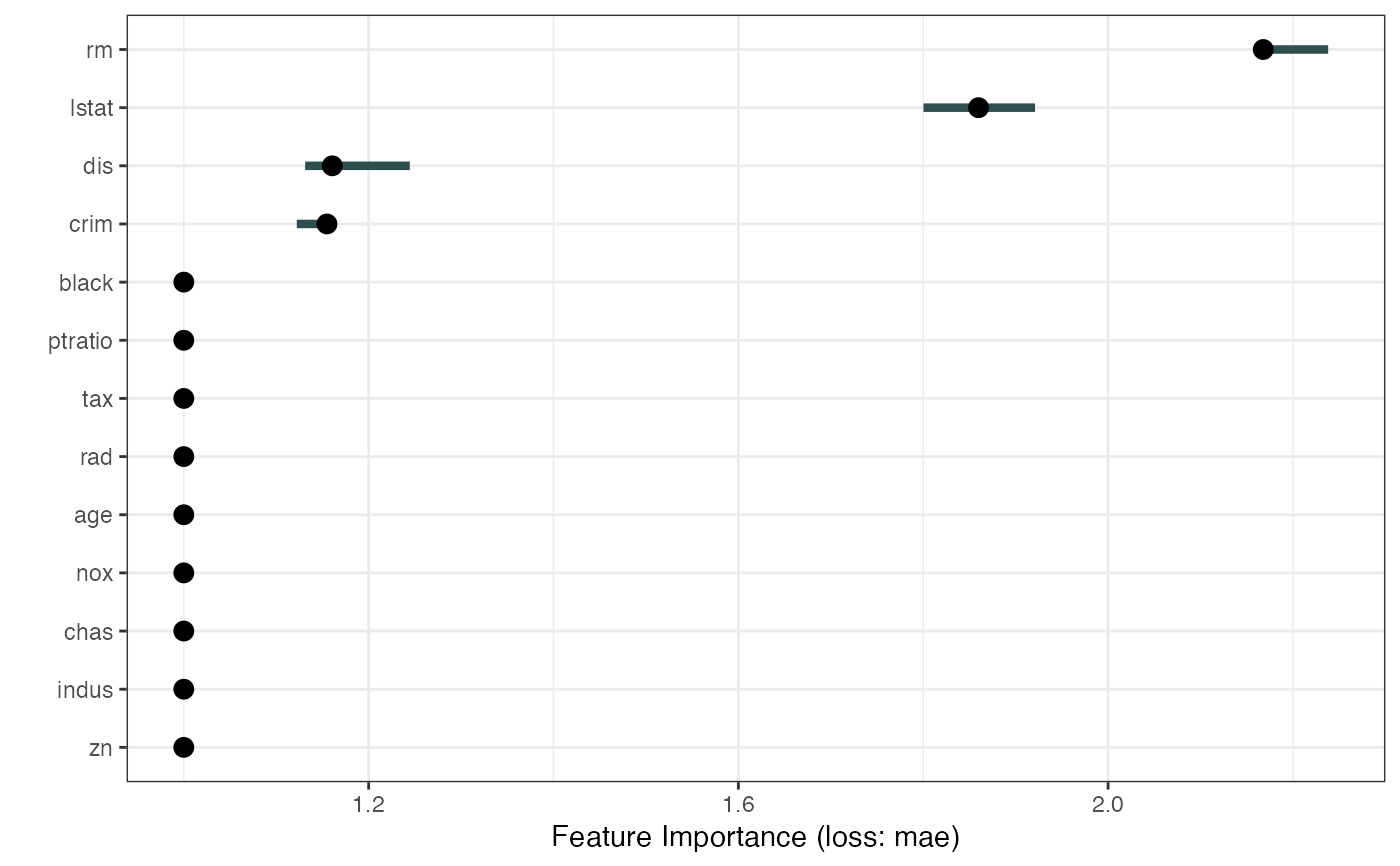 rm
lstat
dis
crim
black
ptratio
tax
rad
age
nox
chas
indus
zn
1.2 1.6 2.0
Feature Importance (loss: mae)